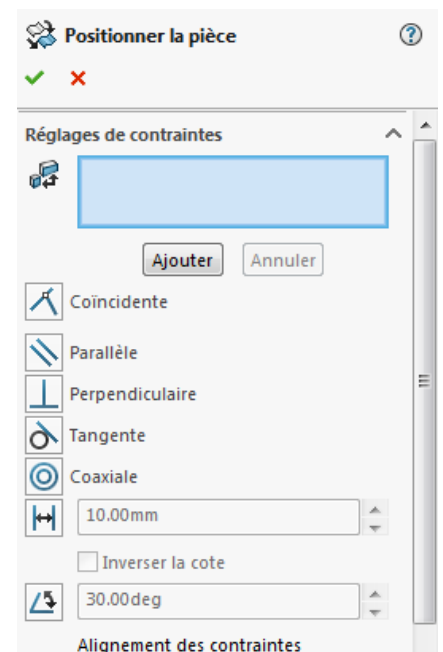 Positionner la pièce
Réglages de contraintes
Ajouter Annuler
Coïncidente
Parallèle
Perpendiculaire
Tangente
Coaxiale
10.00mm
Inverser la cote
30.00deg
Alignement des contraintes